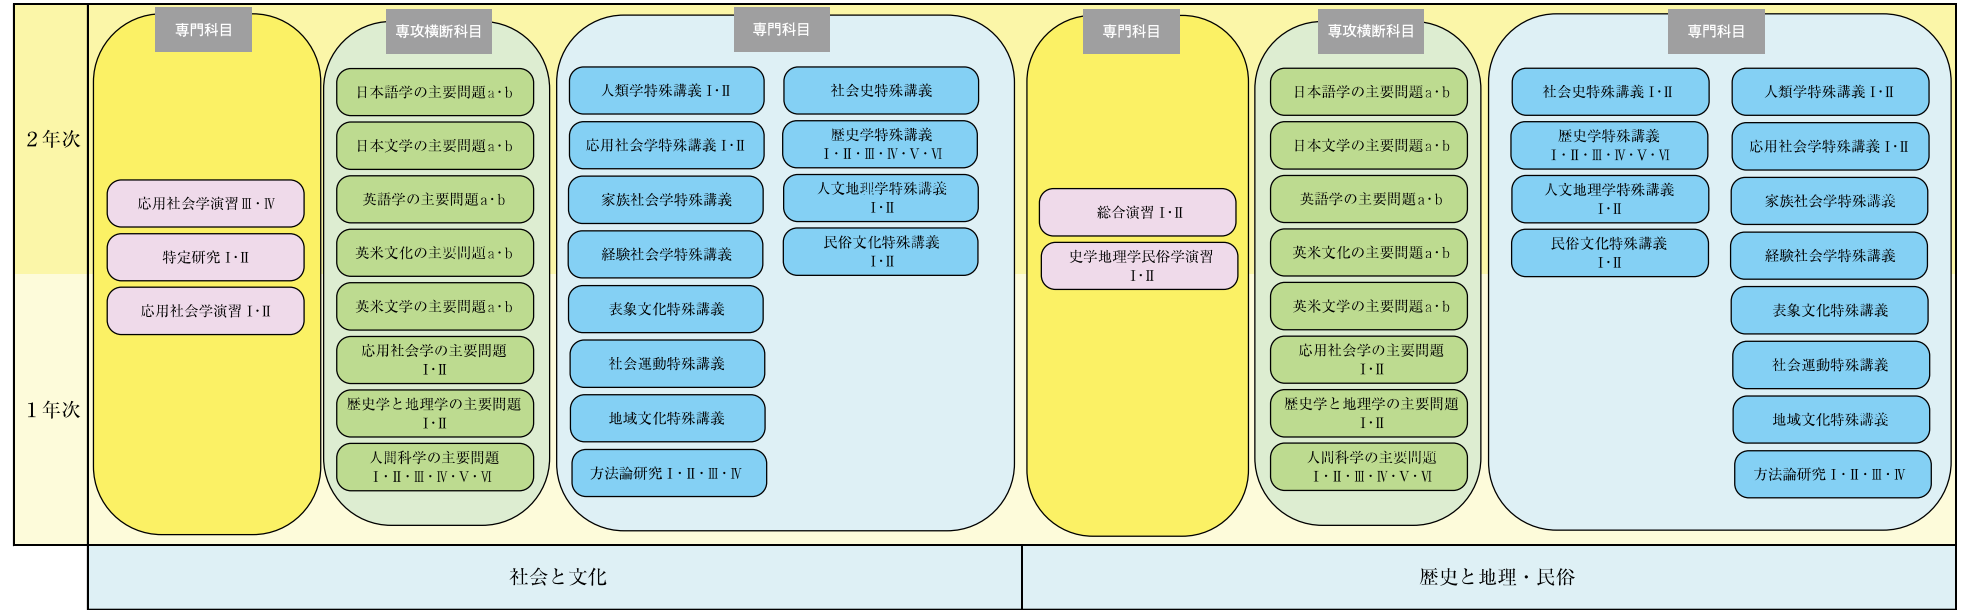 2年次
1年次
専門科目
応用社会学演習Ⅲ・Ⅳ
特定研究 Ⅰ・Ⅱ
応用社会学演習 Ⅰ・Ⅱ
専攻横断科目
日本語学の主要問題a・b
日本文学の主要問題a・b
英語学の主要問題a・b
英米文化の主要問題a・b
英米文学の主要問題a・b
応用社会学の主要問題
Ⅰ・Ⅱ
歴史学と地理学の主要問題
Ⅰ・Ⅱ
人間科学の主要問題
Ⅰ・Ⅱ・Ⅲ・Ⅳ・Ⅴ・Ⅵ
専門科目
人類学特殊講義 Ⅰ・Ⅱ
応用社会学特殊講義 Ⅰ・Ⅱ
家族社会学特殊講義
経験社会学特殊講義
表象文化特殊講義
社会運動特殊講義
地域文化特殊講義
方法論研究 Ⅰ・Ⅱ・Ⅲ・Ⅳ
社会史特殊講義
歴史学特殊講義
Ⅰ・Ⅱ・Ⅲ・Ⅳ・Ⅴ・Ⅵ
人文地理学特殊講義
Ⅰ・Ⅱ
民俗文化特殊講義
Ⅰ・Ⅱ
社会と文化
専門科目
総合演習 Ⅰ・Ⅱ
史学地理学民俗学演習
Ⅰ・Ⅱ
専攻横断科目
日本語学の主要問題a・b
日本文学の主要問題a・b
英語学の主要問題a・b
英米文化の主要問題a・b
英米文学の主要問題a・b
応用社会学の主要問題
Ⅰ・Ⅱ
歴史学と地理学の主要問題
Ⅰ・Ⅱ
人間科学の主要問題
Ⅰ・Ⅱ・Ⅲ・Ⅳ・Ⅴ・Ⅵ
専門科目
社会史特殊講義 Ⅰ・Ⅱ
歴史学特殊講義
Ⅰ・Ⅱ・Ⅲ・Ⅳ・Ⅴ・Ⅵ
人文地理学特殊講義
Ⅰ・Ⅱ
民俗文化特殊講義
Ⅰ・Ⅱ
人類学特殊講義 Ⅰ・Ⅱ
応用社会学特殊講義 Ⅰ・Ⅱ
家族社会学特殊講義
経験社会学特殊講義
表象文化特殊講義
社会運動特殊講義
地域文化特殊講義
方法論研究 Ⅰ・Ⅱ・Ⅲ・Ⅳ
歴史と地理・民俗